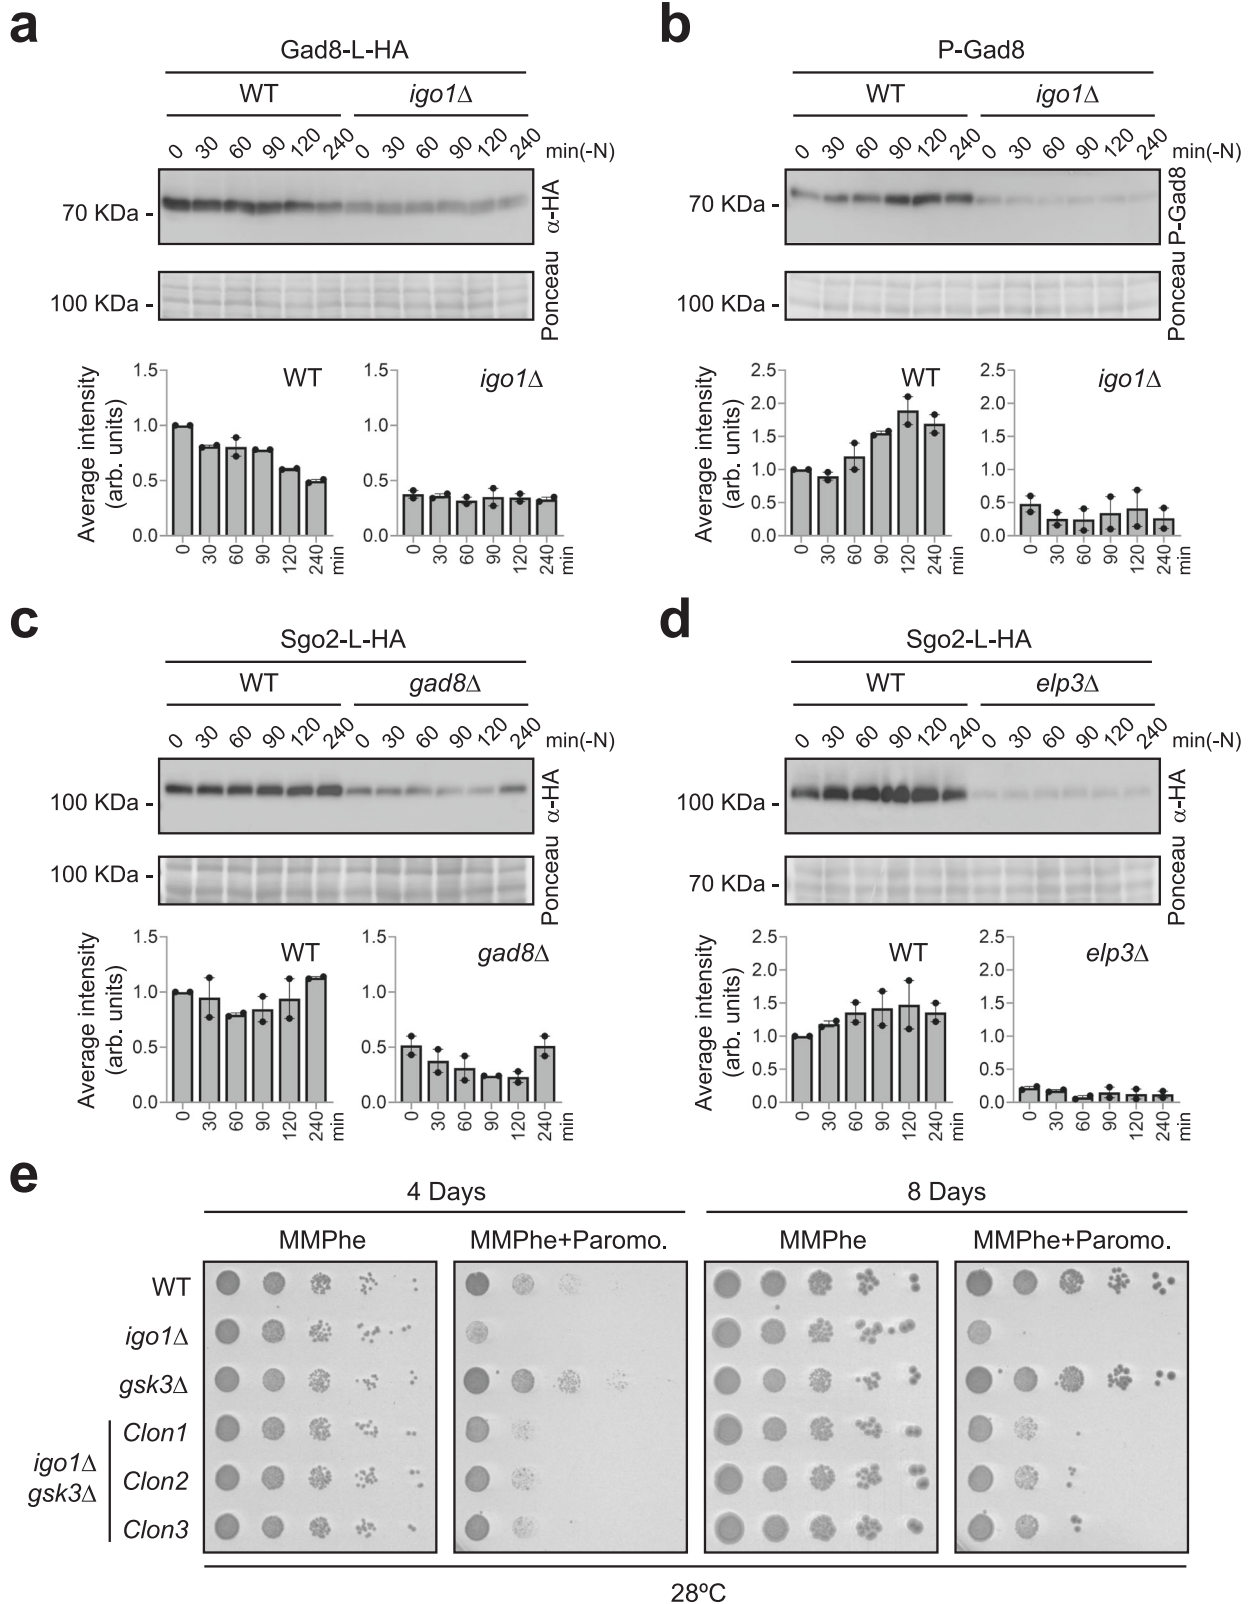 a
Gad8-L-HA
WT igo1Δ
0 30 60 90 120 240 0 30 60 90 120 240 min(-N)
70 KDa -
α-HA
100 KDa -
Ponceau
Average intensity
(arb. units)
1.5
1.0
0.5
0.0
WT
0 30 60 90 120 240 min
1.5
1.0
0.5
0.0
igo1Δ
0 30 60 90 120 240 min
b
P-Gad8
WT igo1Δ
0 30 60 90 120 240 0 30 60 90 120 240 min(-N)
70 KDa -
P-Gad8
100 KDa -
Ponceau
Average intensity
(arb. units)
2.5
2.0
1.5
1.0
0.5
0.0
WT
0 30 60 90 120 240 min
2.5
2.0
1.5
1.0
0.5
0.0
igo1Δ
0 30 60 90 120 240 min
c
Sgo2-L-HA
WT gad8Δ
0 30 60 90 120 240 0 30 60 90 120 240 min(-N)
100 KDa -
α-HA
100 KDa -
Ponceau
Average intensity
(arb. units)
1.5
1.0
0.5
0.0
WT
0 30 60 90 120 240 min
1.5
1.0
0.5
0.0
gad8Δ
0 30 60 90 120 240 min
d
Sgo2-L-HA
WT elp3Δ
0 30 60 90 120 240 0 30 60 90 120 240 min(-N)
100 KDa -
α-HA
70 KDa -
Ponceau
Average intensity
(arb. units)
2.5
2.0
1.5
1.0
0.5
0.0
WT
0 30 60 90 120 240 min
2.5
2.0
1.5
1.0
0.5
0.0
elp3Δ
0 30 60 90 120 240 min
e
4 Days 8 Days
MMPhe MMPhe+Paromo. MMPhe MMPhe+Paromo.
WT
igo1Δ
gsk3Δ
igo1Δ
gsk3Δ
Clon1
Clon2
Clon3
28ºC